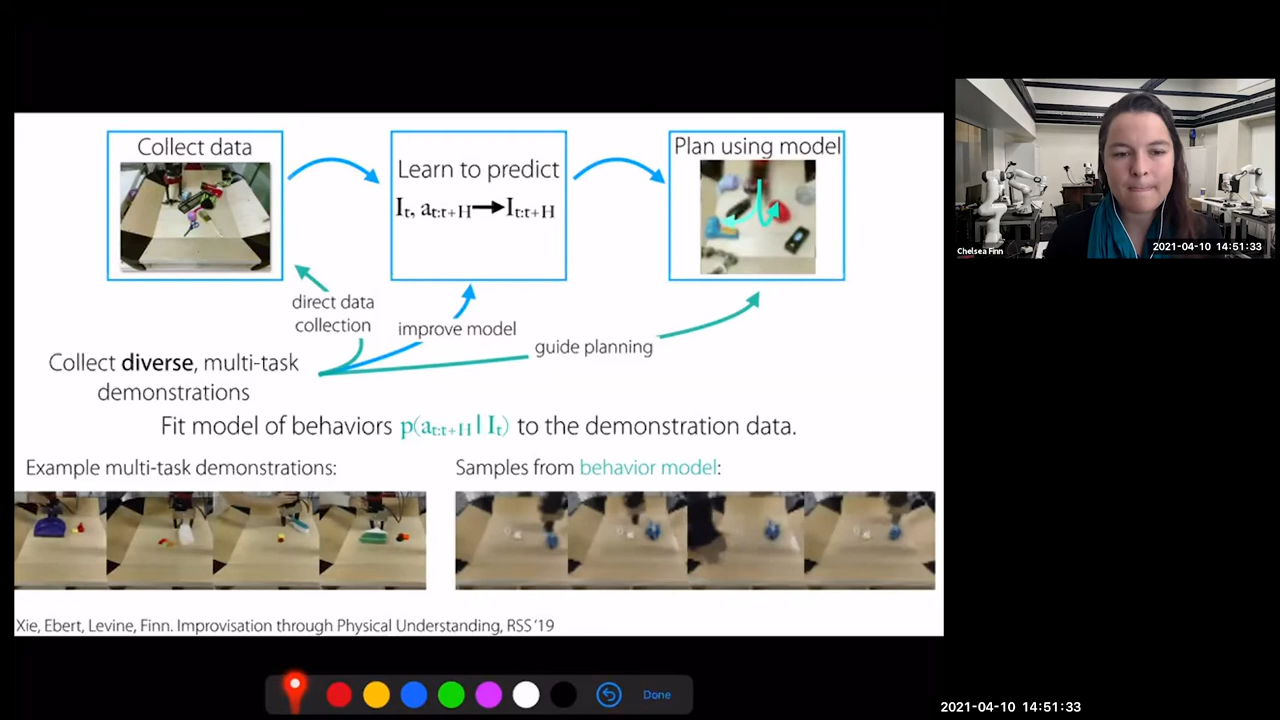 Collect data
Learn to predict
Iₜ, aₜ:ₜ₊H→Iₜ:ₜ₊H
Plan using model
direct data
collection
improve model
guide planning
Collect diverse, multi-task
demonstrations
Fit model of behaviors p(aₜ:ₜ₊H | Iₜ) to the demonstration data.
Example multi-task demonstrations:
Samples from behavior model:
Xie, Ebert, Levine, Finn. Improvisation through Physical Understanding, RSS '19
Done
2021-04-10 14:51:33
Chelsea Finn
2021-04-10 14:51:33